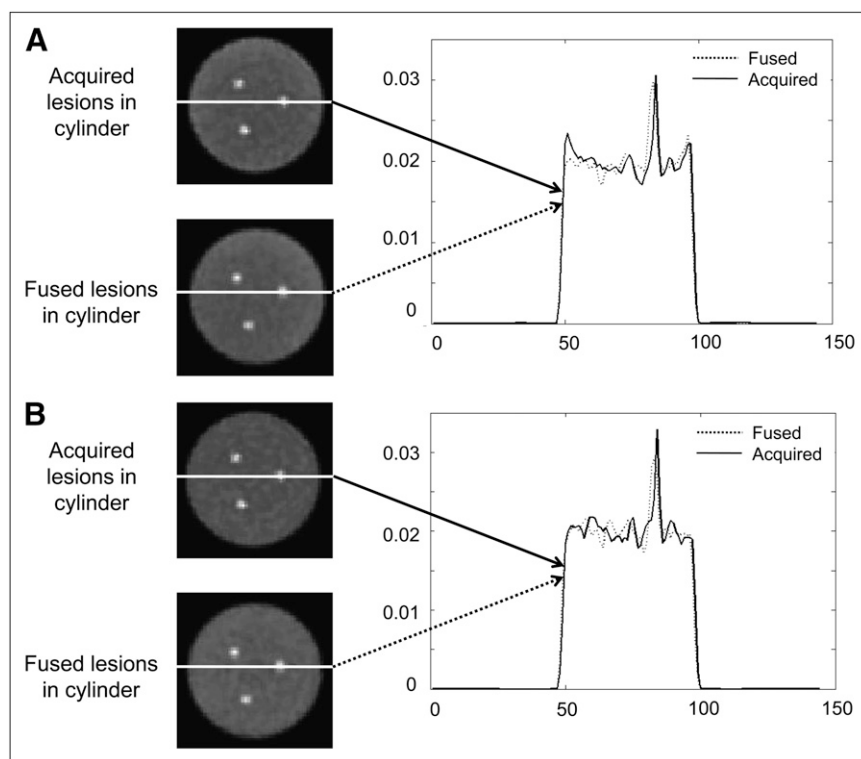 A
Acquired
lesions in
cylinder
Fused lesions
in cylinder
0.03
0.02
0.01
0
0
50
100
150
Fused
Acquired
B
Acquired
lesions in
cylinder
Fused lesions
in cylinder
0.03
0.02
0.01
0
0
50
100
150
Fused
Acquired